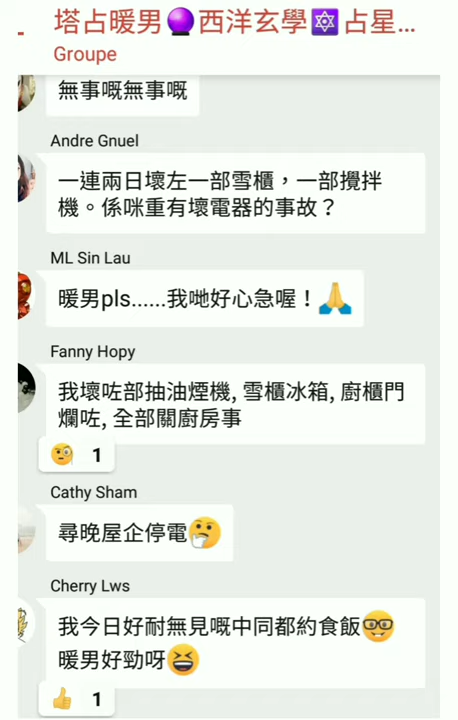 塔占暖男🔮西洋玄學🔯占星...
Groupe
無事嘅無事嘅
Andre Gnuel
一連兩日壞左一部雪櫃，一部攪拌
機。係咪重有壞電器的事故？
ML Sin Lau
暖男pls......我哋好心急喔！🙏
Fanny Hopy
我壞咗部抽油煙機, 雪櫃冰箱, 廚櫃門
爛咗, 全部關廚房事
🧐 1
Cathy Sham
尋晚屋企停電🤔
Cherry Lws
我今日好耐無見嘅中同都約食飯🤓
暖男好勁呀😆
👍 1